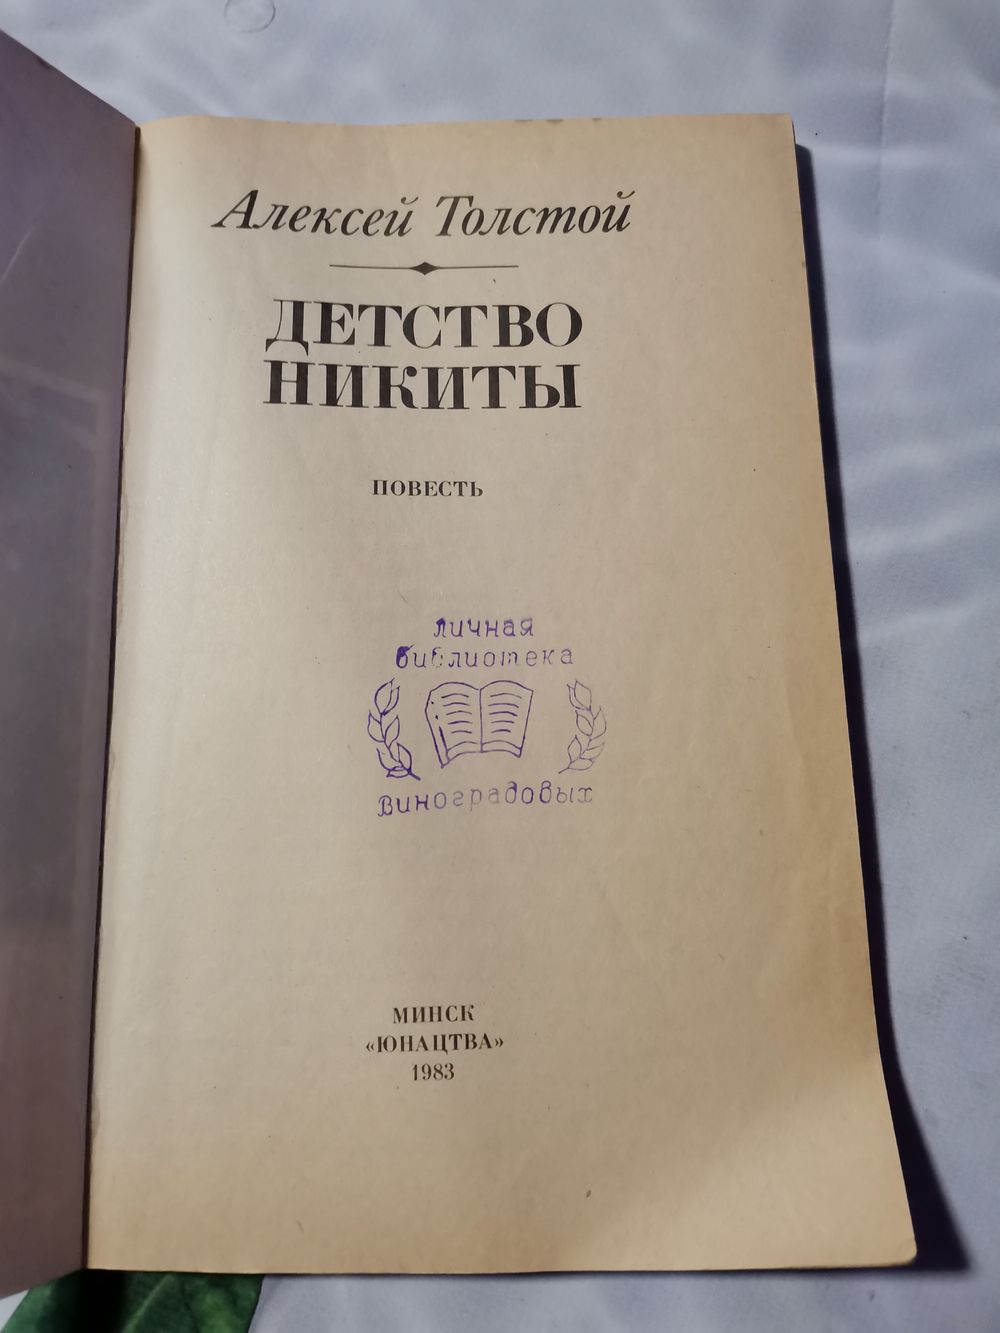 Алексей Толстой
ДЕТСТВО
НИКИТЫ
ПОВЕСТЬ
личная
библиотека
виноградовых
МИНСК
«ЮНАЦТВА»
1983